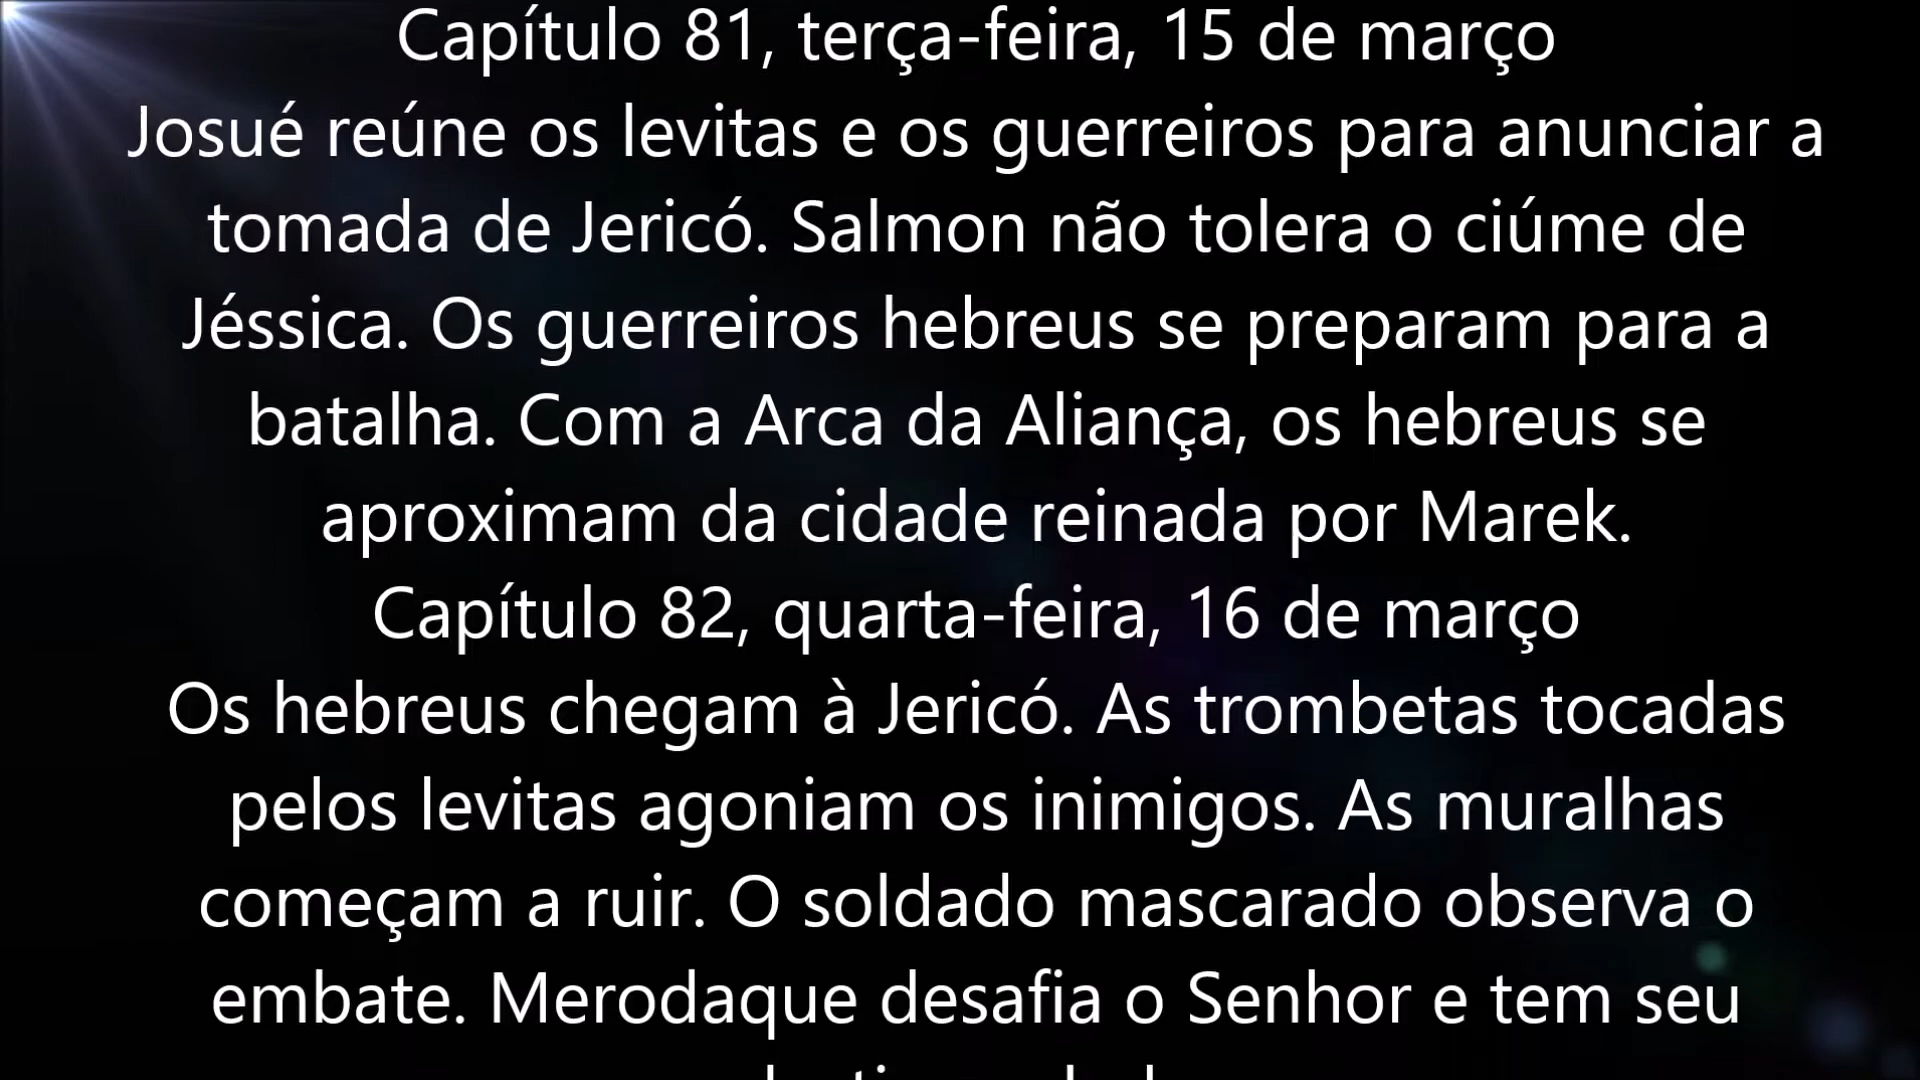 Capítulo 81, terça-feira, 15 de março
Josué reúne os levitas e os guerreiros para anunciar a
tomada de Jericó. Salmon não tolera o ciúme de
Jéssica. Os guerreiros hebreus se preparam para a
batalha. Com a Arca da Aliança, os hebreus se
aproximam da cidade reinada por Marek.
Capítulo 82, quarta-feira, 16 de março
Os hebreus chegam à Jericó. As trombetas tocadas
pelos levitas agoniam os inimigos. As muralhas
começam a ruir. O soldado mascarado observa o
embate. Merodaque desafia o Senhor e tem seu